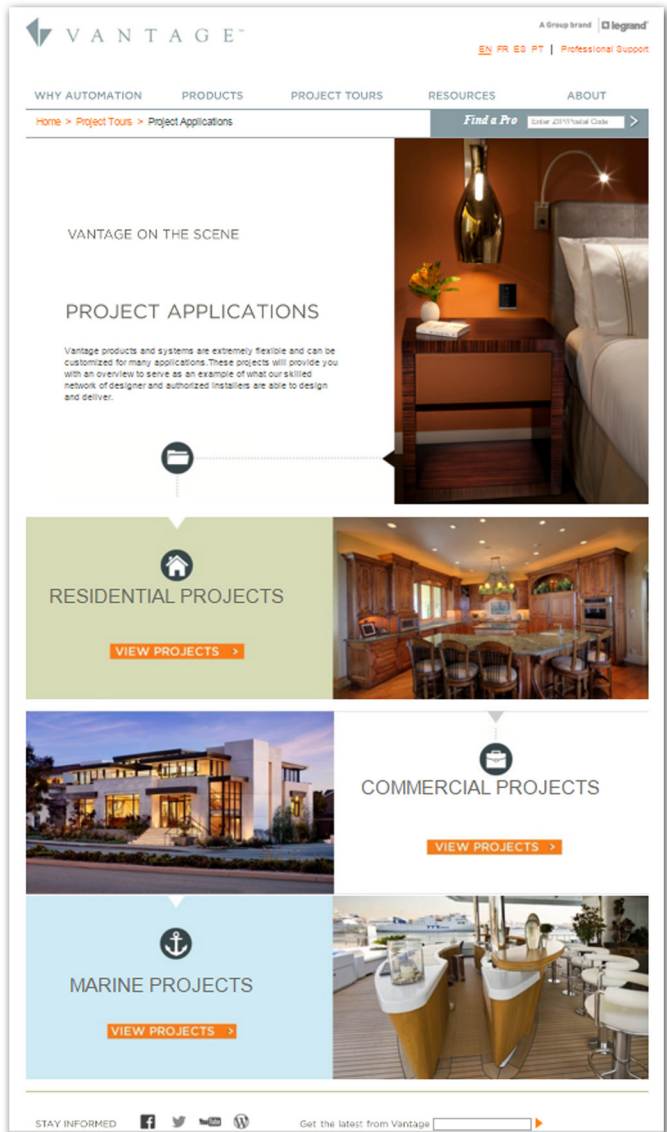 VANTAGE™
A Group brand legrand®
EN FR ES PT | Professional Support
WHY AUTOMATION PRODUCTS PROJECT TOURS RESOURCES ABOUT
Home > Project Tours > Project Applications
Find a Pro Enter ZIP/Postal Code >
VANTAGE ON THE SCENE
PROJECT APPLICATIONS
Vantage products and systems are extremely flexible and can be
customized for many applications.These projects will provide you
with an overview to serve as an example of what our skilled
network of designer and authorized installers are able to design
and deliver.
RESIDENTIAL PROJECTS
VIEW PROJECTS >
COMMERCIAL PROJECTS
VIEW PROJECTS >
MARINE PROJECTS
VIEW PROJECTS >
STAY INFORMED Get the latest from Vantage